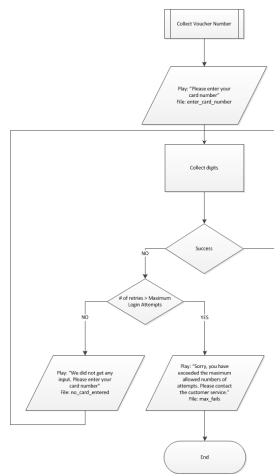 Collect Voucher Number
Play: "Please enter your
card number"
File: enter_card_number
Collect digits
Success
NO
# of retries > Maximum
Login Attempts
NO
YES
Play: "We did not get any
input. Please enter your
card number"
File: no_card_entered
Play: "Sorry, you have
exceeded the maximum
allowed numbers of
attempts. Please contact
the customer service."
File: max_fails
End